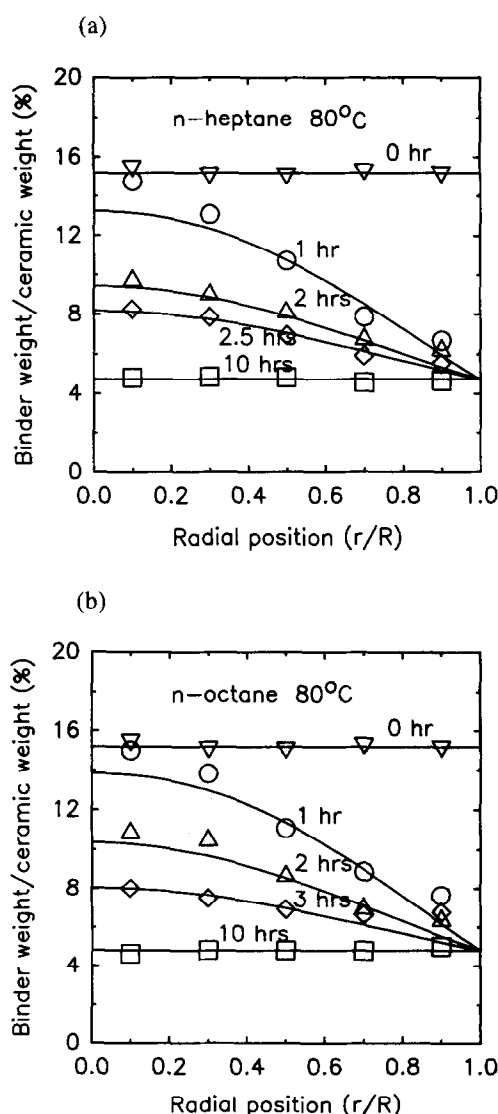 (a)
20
16
12
8
4
0
Binder weight/ceramic weight (%)
n-heptane 80°C
0 hr
1 hr
2 hrs
2.5 hrs
10 hrs
0.0 0.2 0.4 0.6 0.8 1.0
Radial position (r/R)
(b)
20
16
12
8
4
0
Binder weight/ceramic weight (%)
n-octane 80°C
0 hr
1 hr
2 hrs
3 hrs
10 hrs
0.0 0.2 0.4 0.6 0.8 1.0
Radial position (r/R)